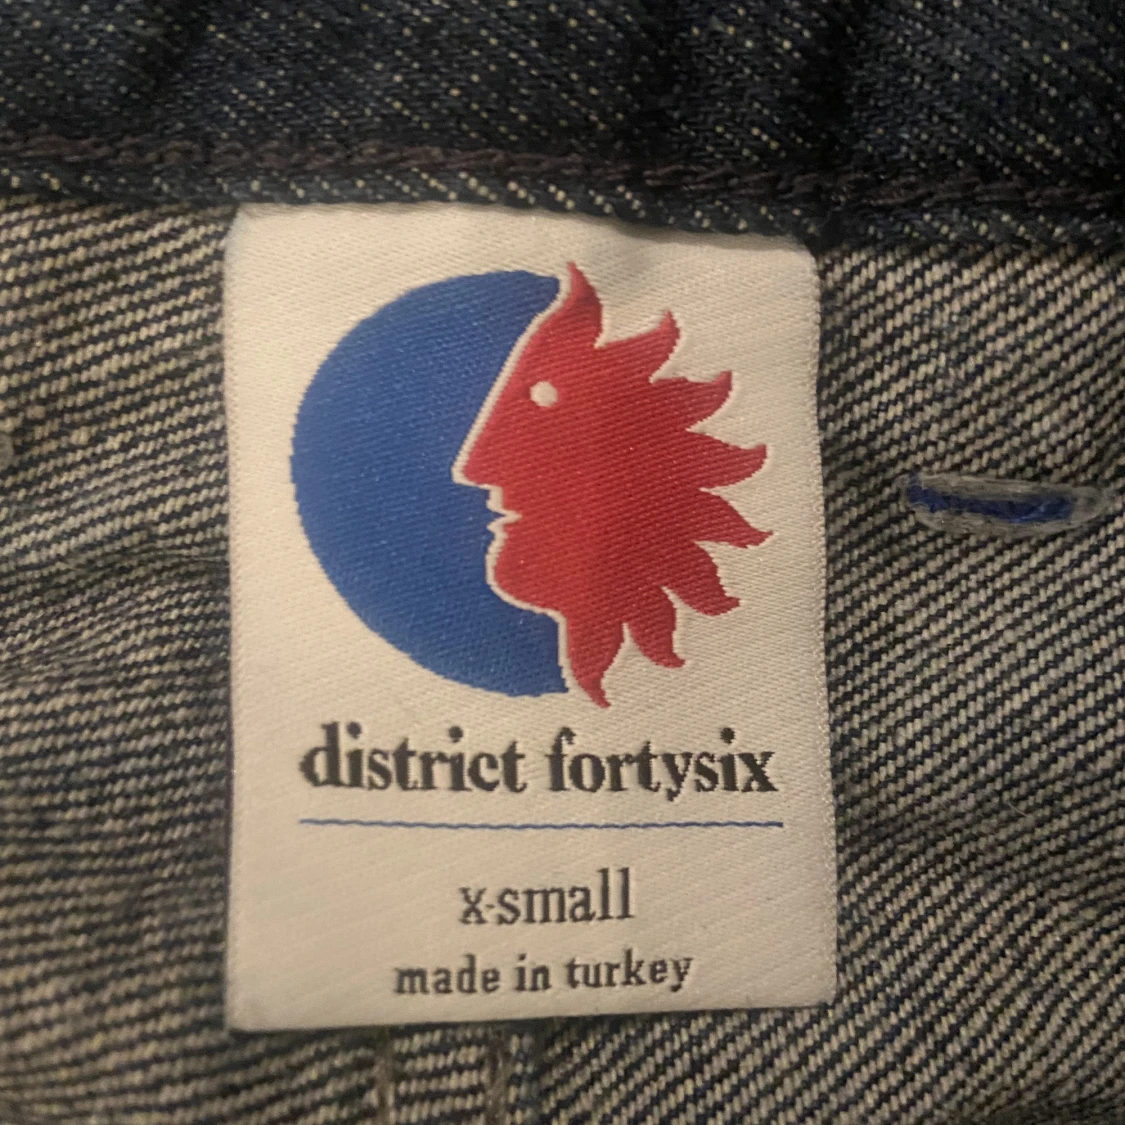 district fortysix
x-small
made in turkey